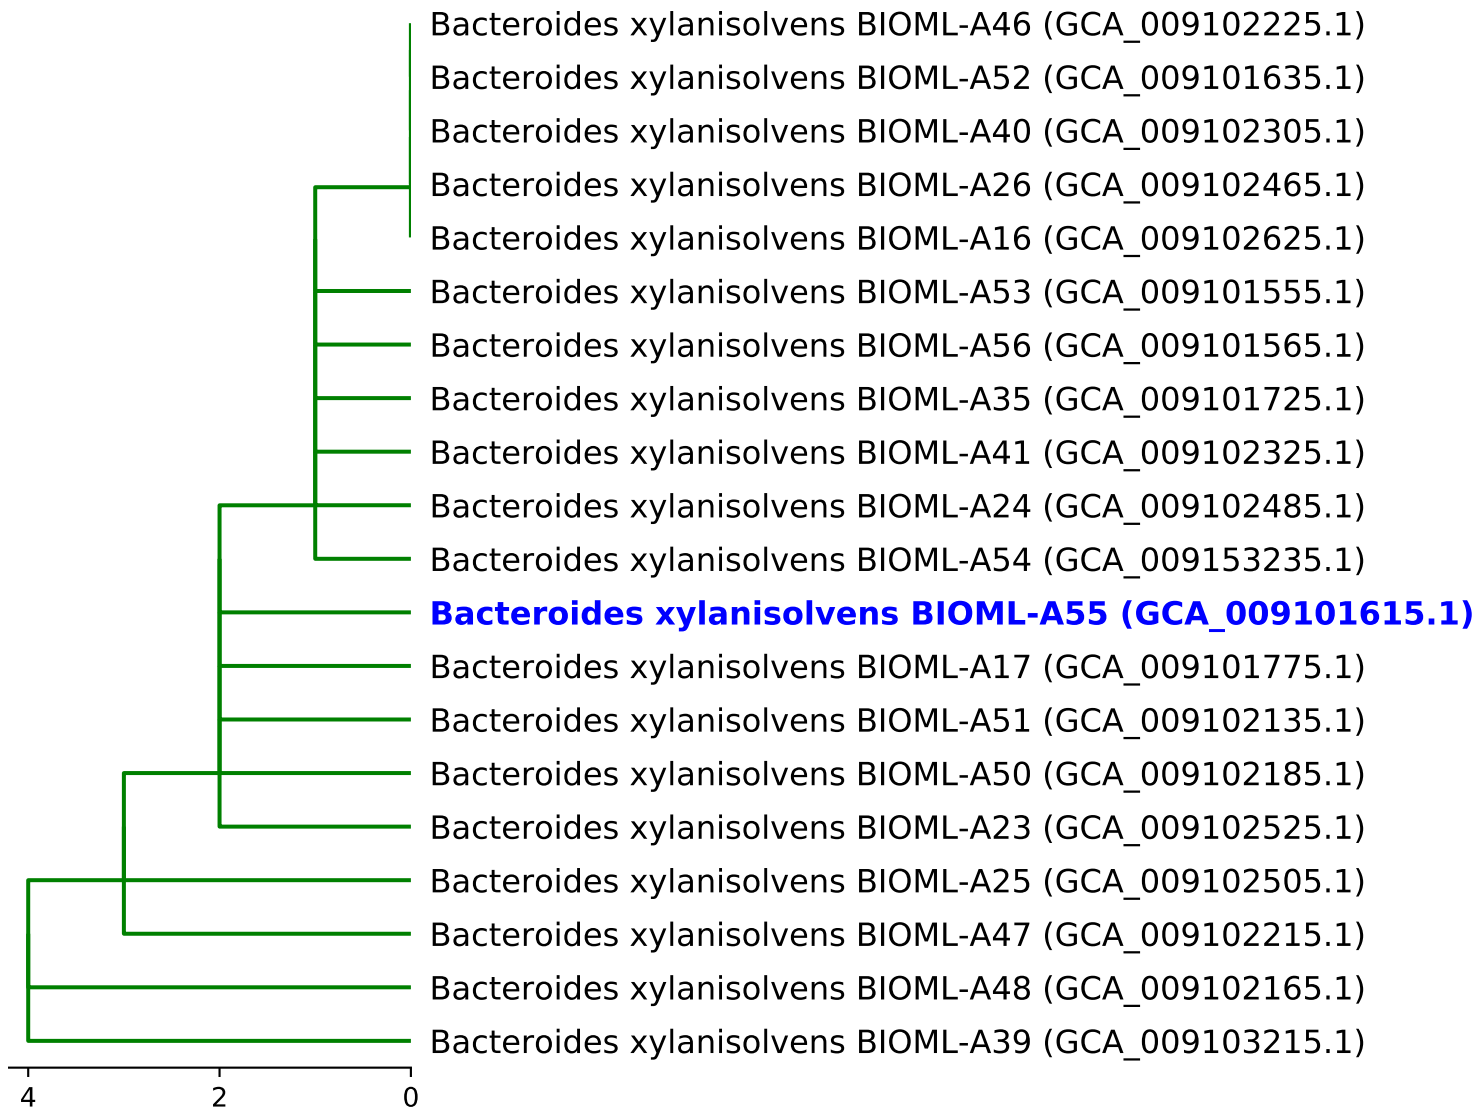 Bacteroides xylanisolvens BIOML-A46 (GCA_009102225.1)
Bacteroides xylanisolvens BIOML-A52 (GCA_009101635.1)
Bacteroides xylanisolvens BIOML-A40 (GCA_009102305.1)
Bacteroides xylanisolvens BIOML-A26 (GCA_009102465.1)
Bacteroides xylanisolvens BIOML-A16 (GCA_009102625.1)
Bacteroides xylanisolvens BIOML-A53 (GCA_009101555.1)
Bacteroides xylanisolvens BIOML-A56 (GCA_009101565.1)
Bacteroides xylanisolvens BIOML-A35 (GCA_009101725.1)
Bacteroides xylanisolvens BIOML-A41 (GCA_009102325.1)
Bacteroides xylanisolvens BIOML-A24 (GCA_009102485.1)
Bacteroides xylanisolvens BIOML-A54 (GCA_009153235.1)
Bacteroides xylanisolvens BIOML-A55 (GCA_009101615.1)
Bacteroides xylanisolvens BIOML-A17 (GCA_009101775.1)
Bacteroides xylanisolvens BIOML-A51 (GCA_009102135.1)
Bacteroides xylanisolvens BIOML-A50 (GCA_009102185.1)
Bacteroides xylanisolvens BIOML-A23 (GCA_009102525.1)
Bacteroides xylanisolvens BIOML-A25 (GCA_009102505.1)
Bacteroides xylanisolvens BIOML-A47 (GCA_009102215.1)
Bacteroides xylanisolvens BIOML-A48 (GCA_009102165.1)
Bacteroides xylanisolvens BIOML-A39 (GCA_009103215.1)
4 2 0